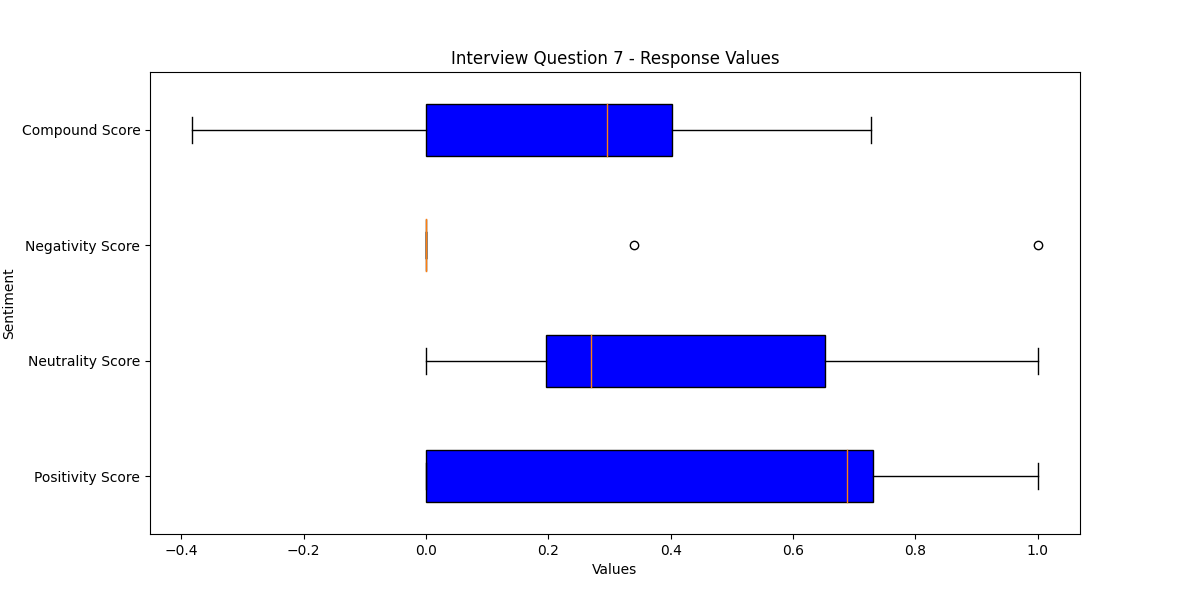 Interview Question 7 - Response Values
Compound Score
Negativity Score
Neutrality Score
Positivity Score
Sentiment
−0.4 −0.2 0.0 0.2 0.4 0.6 0.8 1.0
Values